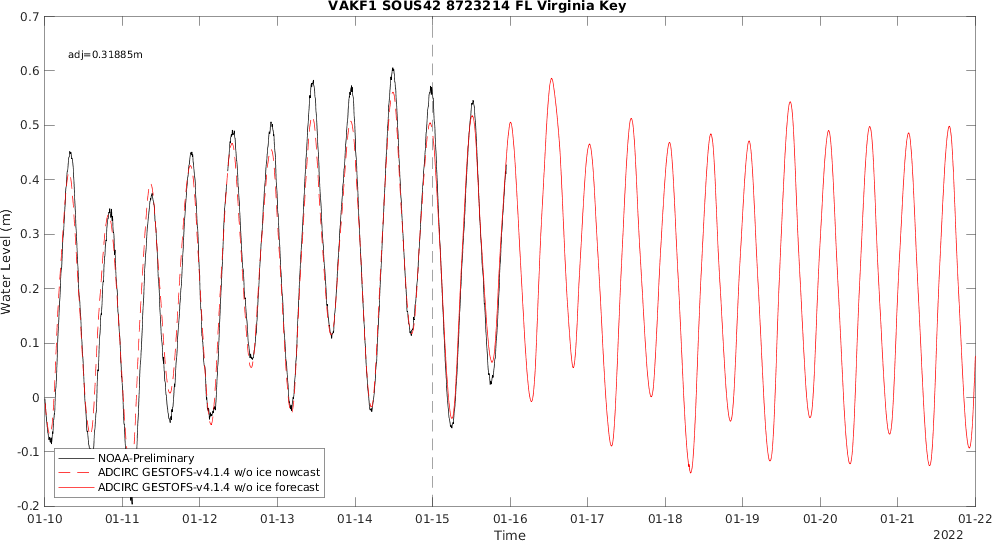 VAKF1 SOUS42 8723214 FL Virginia Key
adj=0.31885m
Water Level (m)
0.7
0.6
0.5
0.4
0.3
0.2
0.1
0
-0.1
-0.2
NOAA-Preliminary
ADCIRC GESTOFS-v4.1.4 w/o ice nowcast
ADCIRC GESTOFS-v4.1.4 w/o ice forecast
01-10 01-11 01-12 01-13 01-14 01-15 01-16 01-17 01-18 01-19 01-20 01-21 01-22
Time
2022